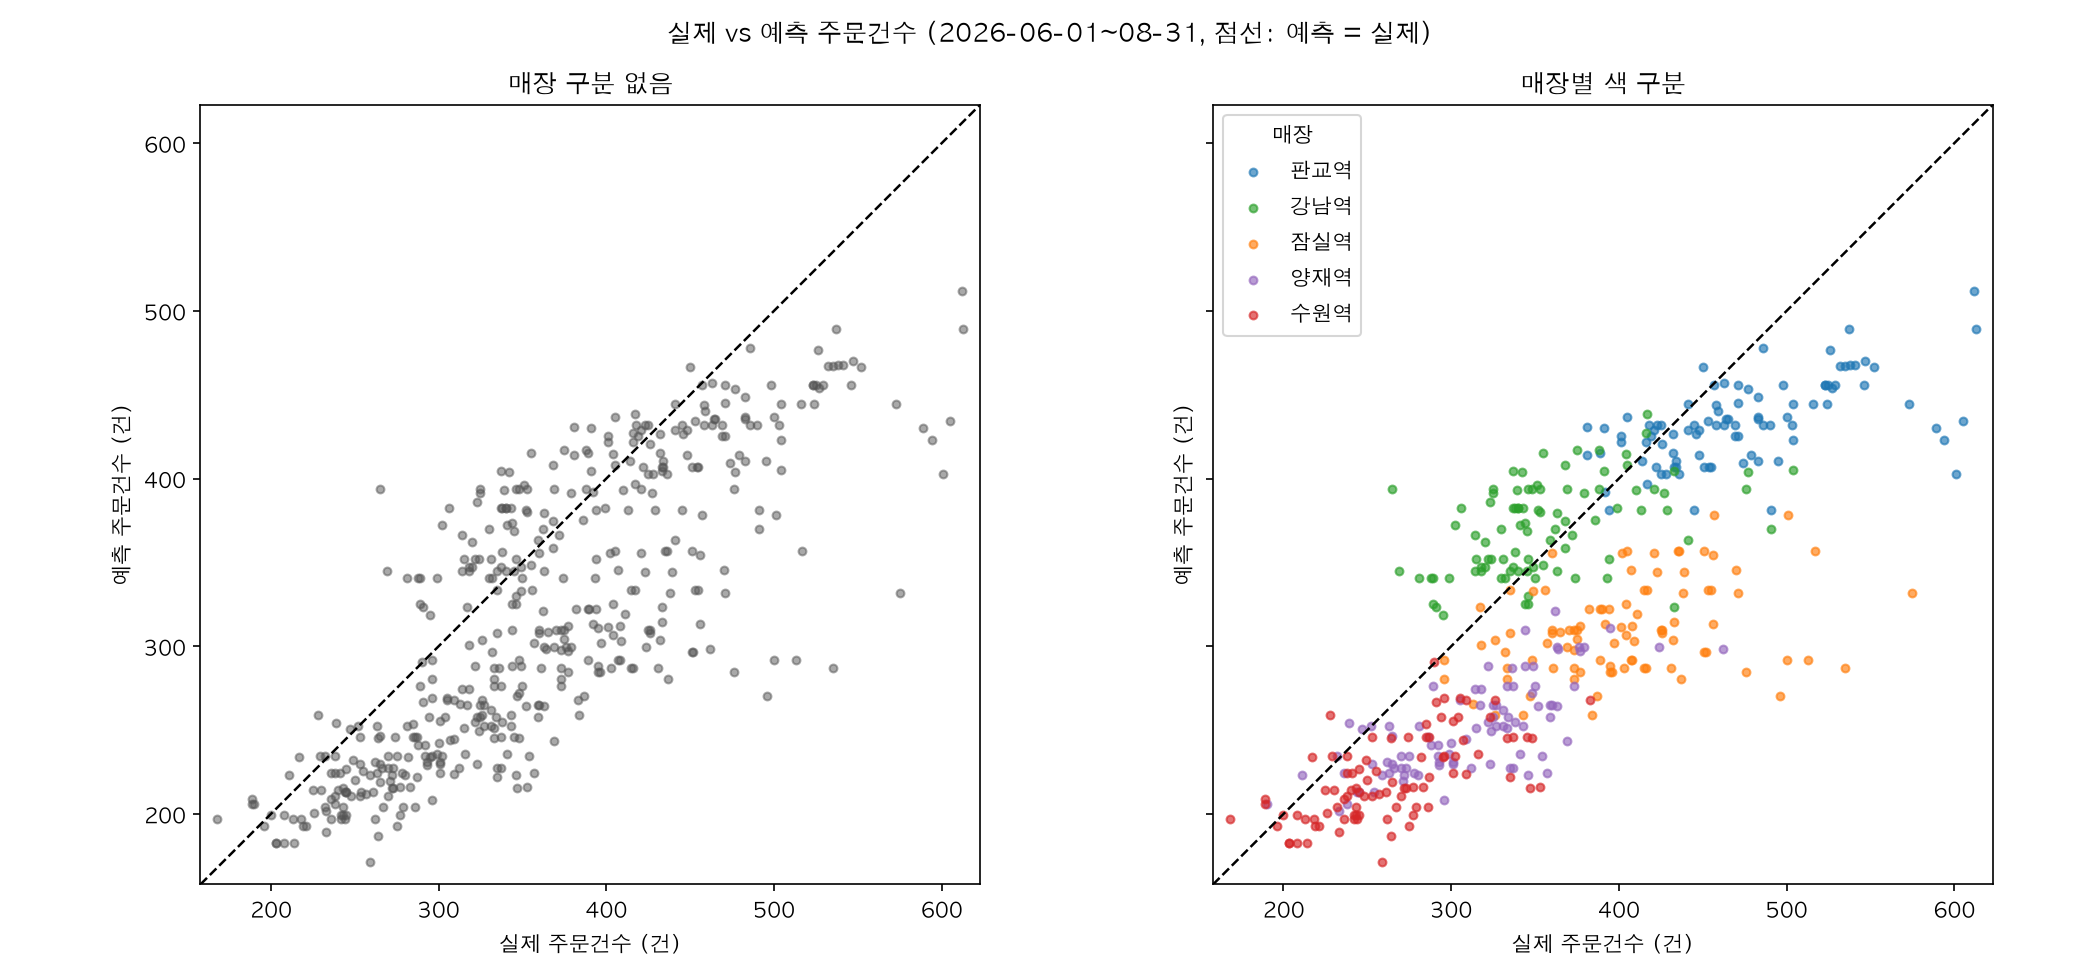 실제 vs 예측 주문건수 (2026-06-01~08-31, 점선: 예측 = 실제)
매장 구분 없음
600
500
400
300
200
예측 주문건수 (건)
200 300 400 500 600
실제 주문건수 (건)
매장별 색 구분
매장
판교역
강남역
잠실역
양재역
수원역
예측 주문건수 (건)
200 300 400 500 600
실제 주문건수 (건)